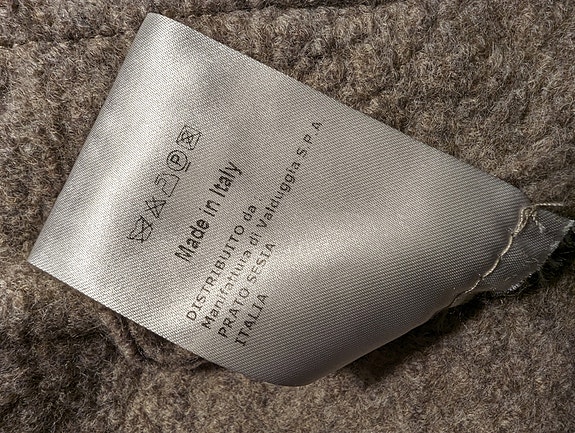 P
Made in Italy
DISTRIBUITO da
Manifattura di Valduggia S.P.A.
PRATO SESIA
ITALIA